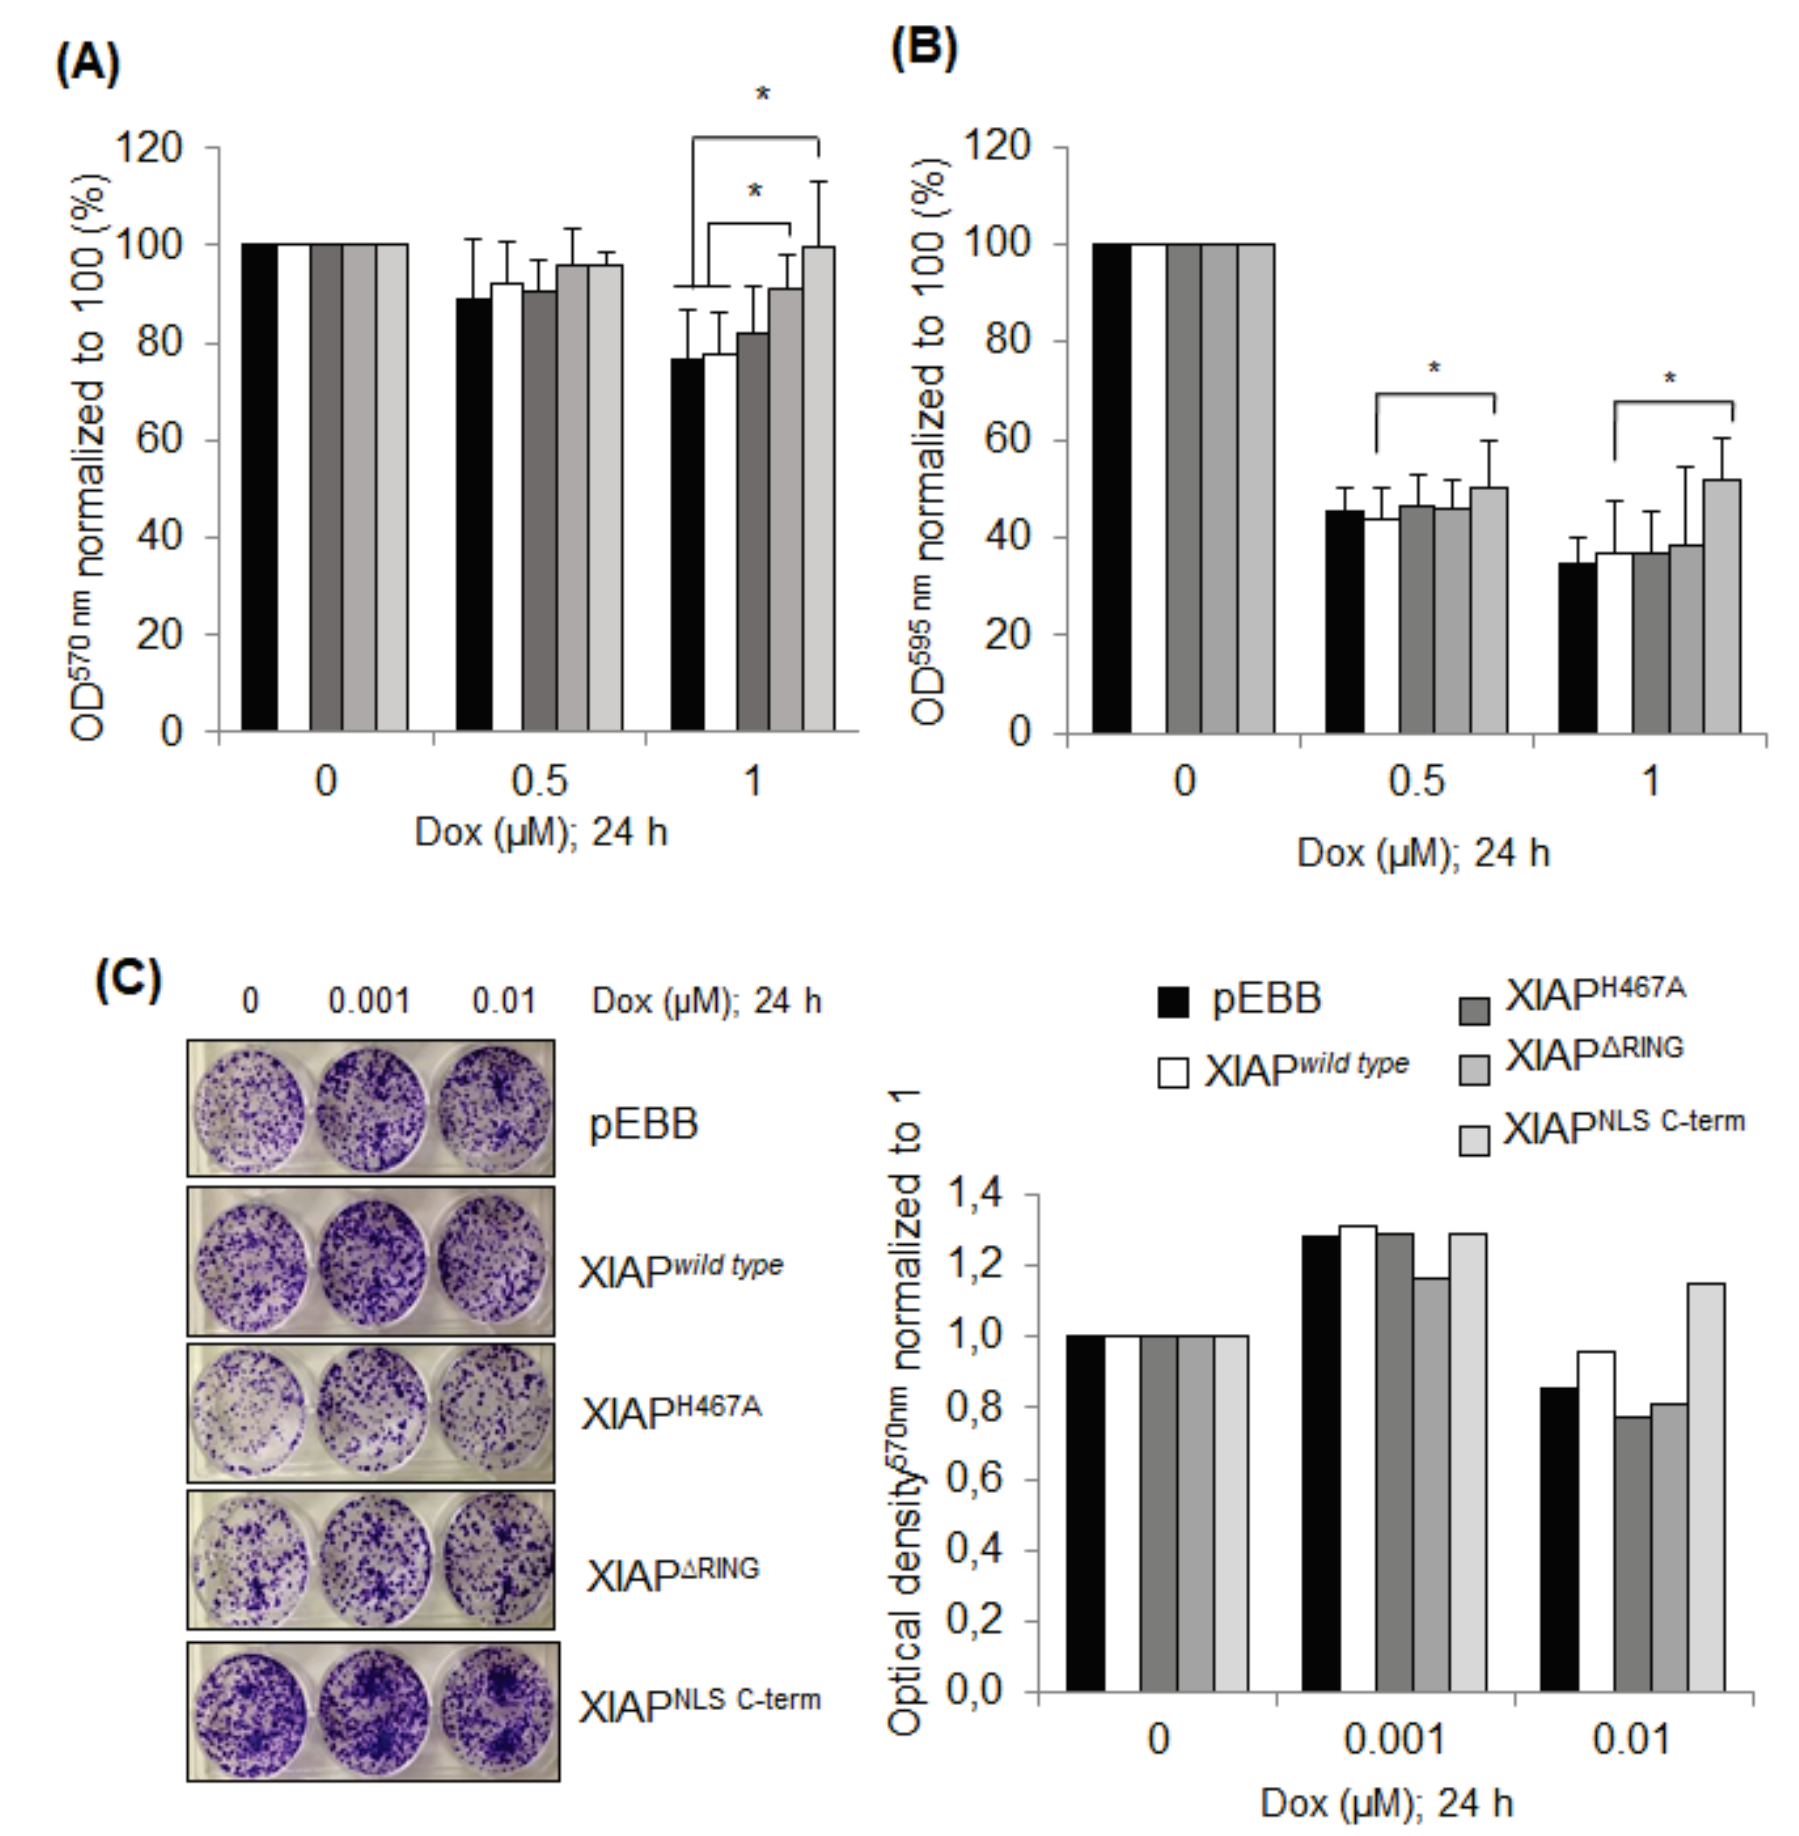 (A)
*
*
120
100
80
60
40
20
0
OD570 nm normalized to 100 (%)
0 0.5 1
Dox (µM); 24 h
(B)
*
*
120
100
80
60
40
20
0
OD595 nm normalized to 100 (%)
0 0.5 1
Dox (µM); 24 h
(C)
0 0.001 0.01 Dox (µM); 24 h
pEBB
XIAPwild type
XIAPH467A
XIAPΔRING
XIAPNLS C-term
pEBB
XIAPwild type
XIAPH467A
XIAPΔRING
XIAPNLS C-term
Optical density570nm normalized to 1
1,4
1,2
1,0
0,8
0,6
0,4
0,2
0,0
0 0.001 0.01
Dox (µM); 24 h